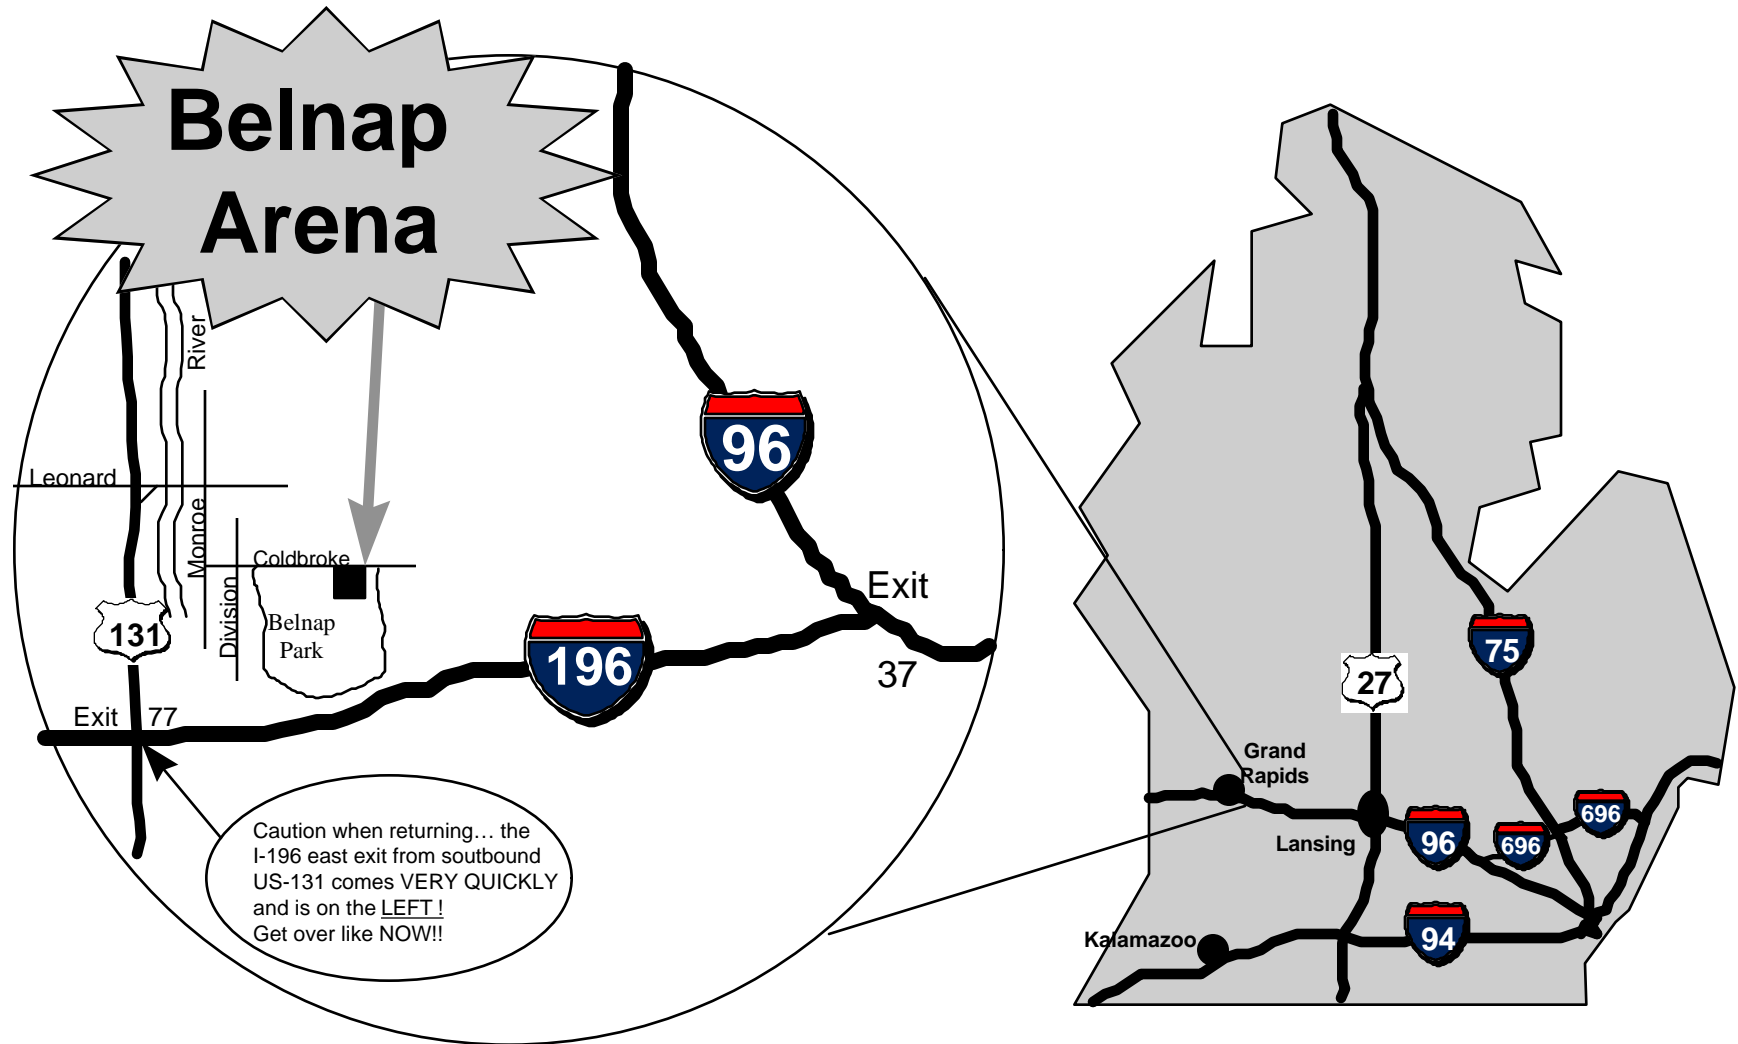 Belnap
Arena
River
Leonard
Monroe
Division
Coldbroke
Belnap
Park
131
Exit 77
96
Exit
37
196
Caution when returning… the
I-196 east exit from soutbound
US-131 comes VERY QUICKLY
and is on the LEFT !
Get over like NOW!!
75
27
Grand
Rapids
Lansing
96
696
696
Kalamazoo
94